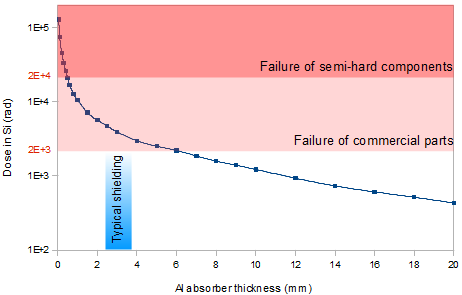 1E+5
Failure of semi-hard components
2E+4
1E+4
Failure of commercial parts
2E+3
1E+3
1E+2
Dose in Si (rad)
Typical shielding
0 2 4 6 8 10 12 14 16 18 20
Al absorber thickness (mm)